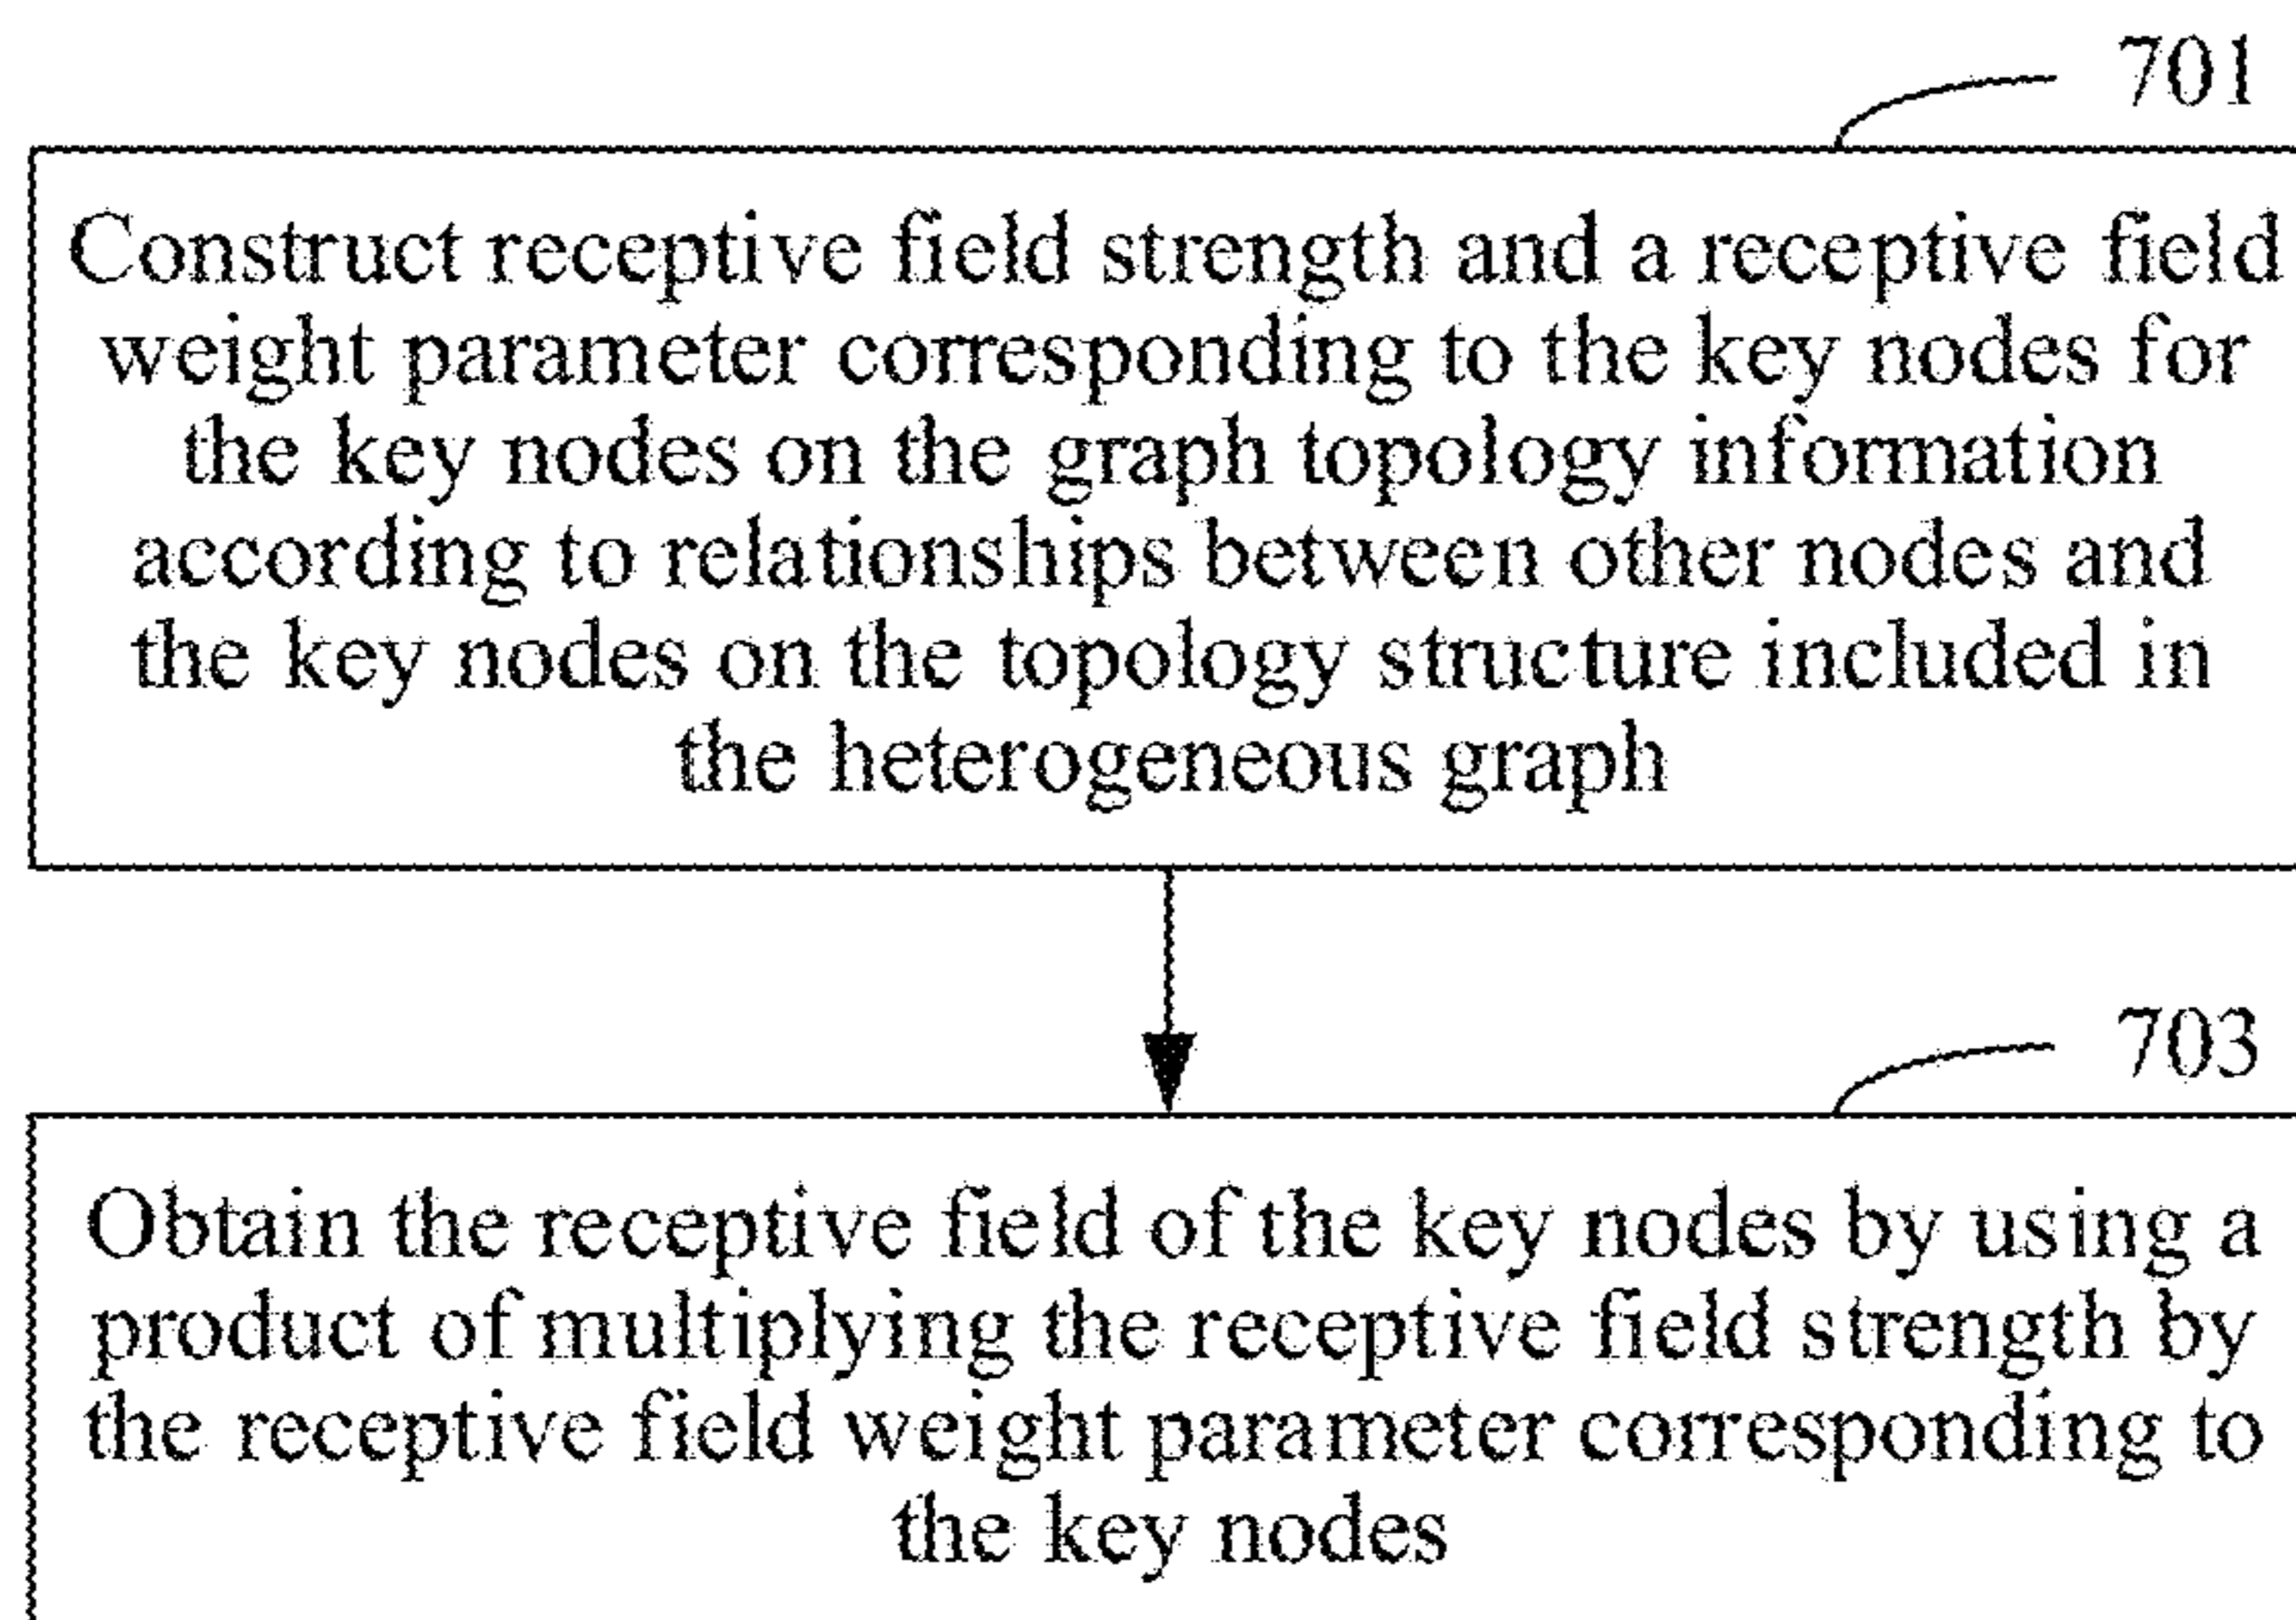 701
Construct receptive field strength and a receptive field
weight parameter corresponding to the key nodes for
the key nodes on the graph topology information
according to relationships between other nodes and
the key nodes on the topology structure included in
the heterogeneous graph
703
Obtain the receptive field of the key nodes by using a
product of multiplying the receptive field strength by
the receptive field weight parameter corresponding to
the key nodes